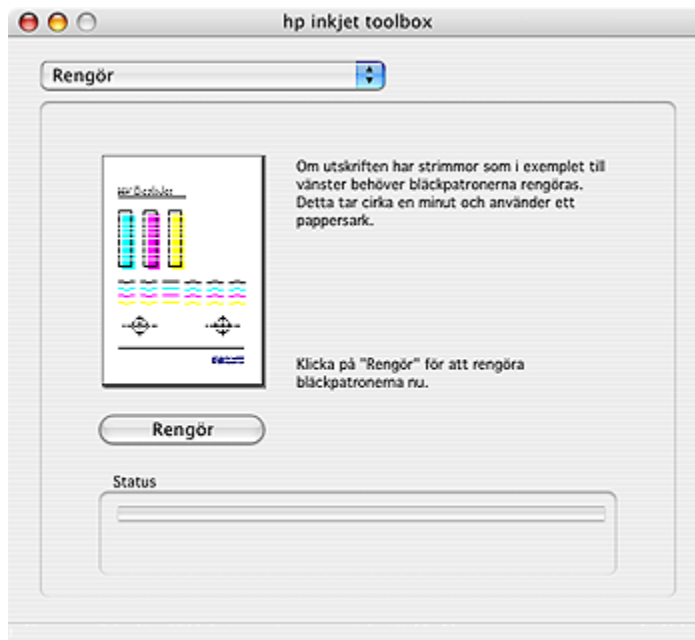 hp inkjet toolbox
Rengör
Om utskriften har strimmor som i exemplet till
vänster behöver bläckpatronerna rengöras.
Detta tar cirka en minut och använder ett
pappersark.
Klicka på "Rengör" för att rengöra
bläckpatronerna nu.
Rengör
Status